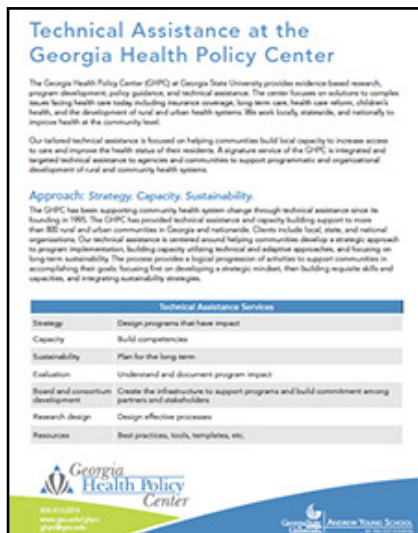 Technical Assistance at the
Georgia Health Policy Center
The Georgia Health Policy Center (GHPC) at Georgia State University provides evidence-based research,
program development, policy guidance, and technical assistance. The center focuses on solutions to complex
issues facing health care today including insurance coverage, long-term care, health care reform, children's
health, and the development of rural and urban health systems. We work locally, statewide, and nationally to
improve health at the community level.
Our tailored technical assistance is focused on helping communities build local capacity to increase access
to care and improve the health status of their residents. A signature service of the GHPC is integrated and
targeted technical assistance to agencies and communities to support programmatic and organizational
development of rural and community health systems.
Approach: Strategy. Capacity. Sustainability.
The GHPC has been supporting community health system change through technical assistance since its
founding in 1995. The GHPC has provided technical assistance and capacity building support to more
than 800 rural and urban communities in Georgia and nationwide. Clients include local, state, and national
organizations. Our technical assistance is centered around helping communities develop a strategic approach
to program implementation, building capacity utilizing technical and adaptive approaches, and focusing on
long-term sustainability. The process provides a logical progression of activities to support communities in
accomplishing their goals: focusing first on developing a strategic mindset, then building requisite skills and
capacities, and integrating sustainability strategies.
Technical Assistance Services
Strategy Design programs that have impact
Capacity Build competencies
Sustainability Plan for the long term
Evaluation Understand and document program impact
Board and consortium Create the infrastructure to support programs and build commitment among
development partners and stakeholders
Research design Design effective processes
Resources Best practices, tools, templates, etc.
Georgia
Health Policy
Center
www.gsu.edu/ghpc
ghpc@gsu.edu
GeorgiaState
University
ANDREW YOUNG SCHOOL